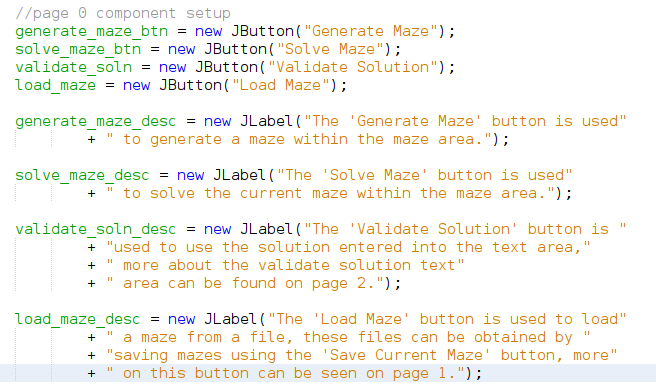 //page 0 component setup
generate_maze_btn = new JButton("Generate Maze");
solve_maze_btn = new JButton("Solve Maze");
validate_soln = new JButton("Validate Solution");
load_maze = new JButton("Load Maze");
generate_maze_desc = new JLabel("The 'Generate Maze' button is used"
+ " to generate a maze within the maze area.");
solve_maze_desc = new JLabel("The 'Solve Maze' button is used"
+ " to solve the current maze within the maze area.");
validate_soln_desc = new JLabel("The 'Validate Solution' button is "
+ "used to use the solution entered into the text area,"
+ " more about the validate solution text"
+ " area can be found on page 2.");
load_maze_desc = new JLabel("The 'Load Maze' button is used to load"
+ " a maze from a file, these files can be obtained by "
+ "saving mazes using the 'Save Current Maze' button, more"
+ " on this button can be seen on page 1.");